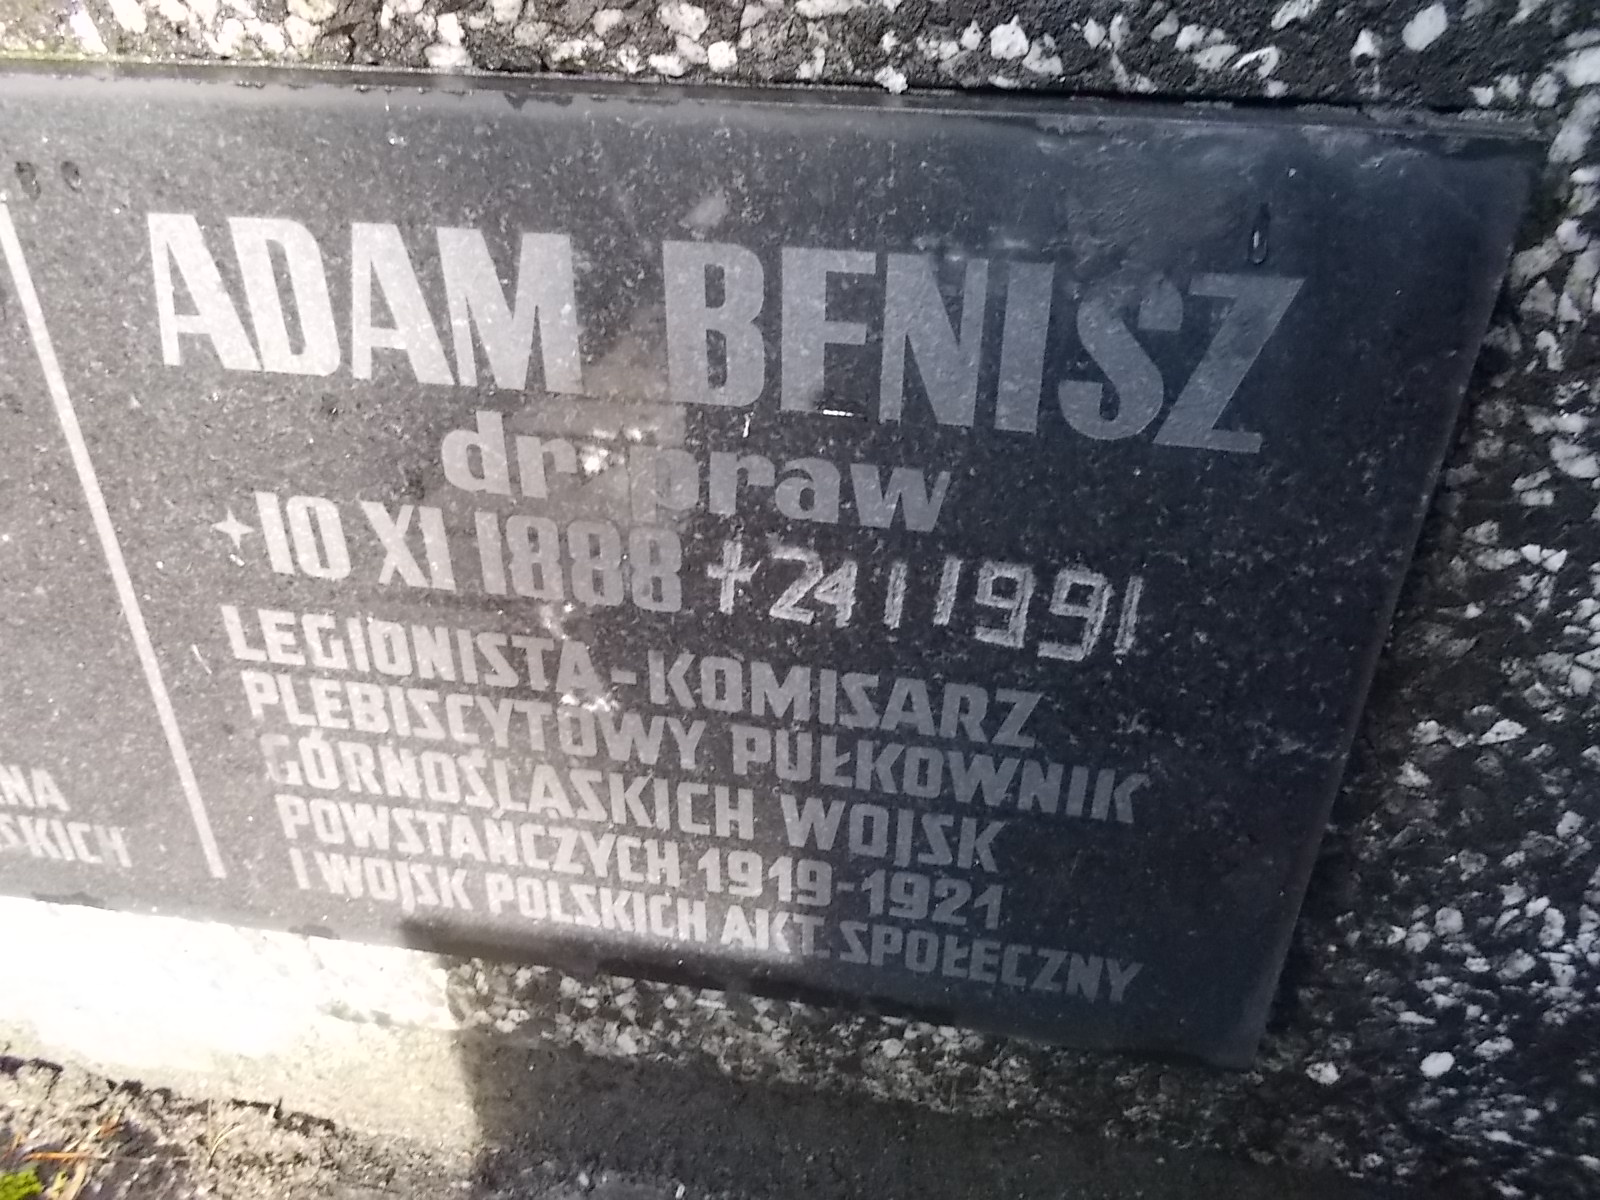 ADAM BENISZ
dr praw
10 XI 1888 + 24 I 1991
LEGIONISTA - KOMISARZ
PLEBISCYTOWY PUŁKOWNIK
GÓRNOŚLĄSKICH WOJSK
POWSTAŃCZYCH 1919-1921
I WOJSK POLSKICH AKT. SPOŁECZNY
SKICH